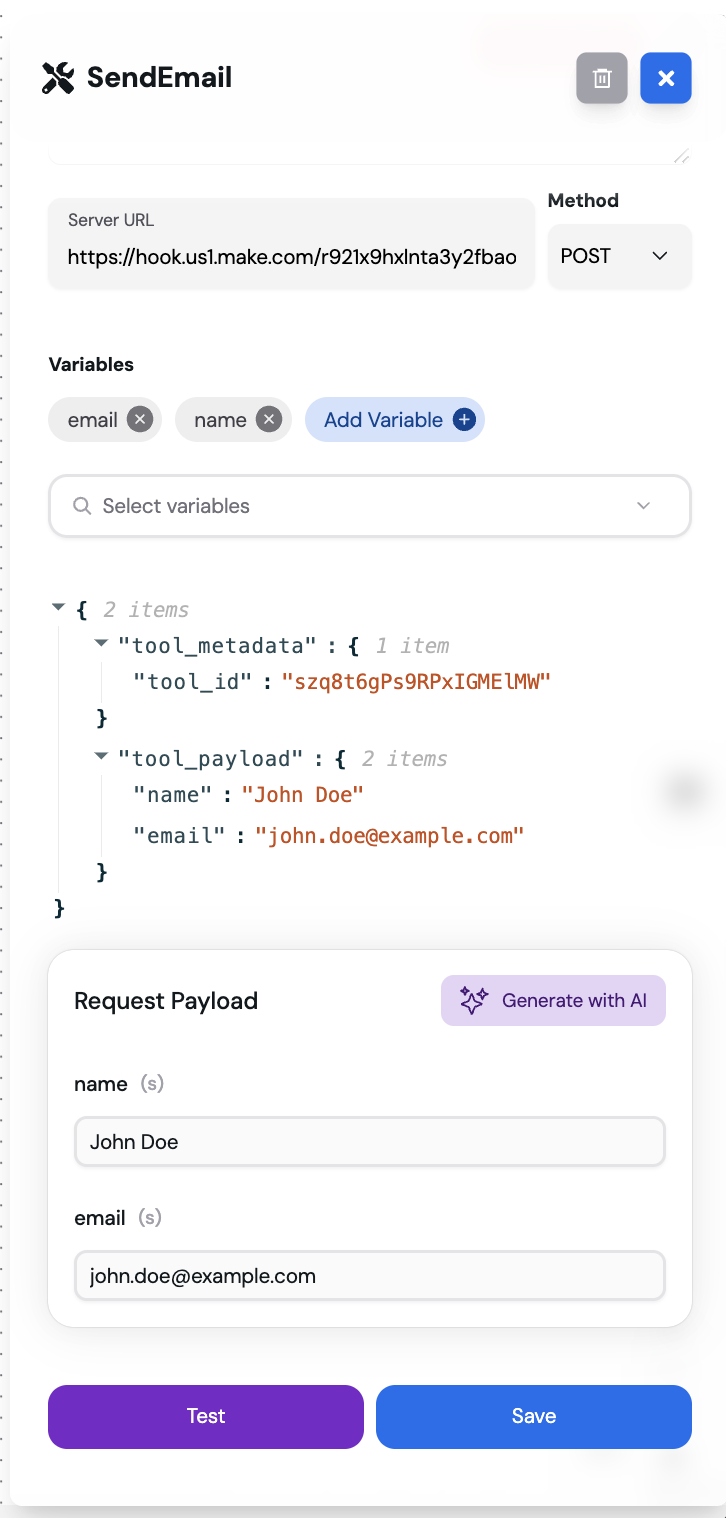 SendEmail
Server URL
https://hook.us1.make.com/r921x9hxlnta3y2fbao
Method
POST
Variables
email
name
Add Variable
Select variables
{ 2 items
"tool_metadata" : { 1 item
"tool_id" : "szq8t6gPs9RPxIGMElMW"
}
"tool_payload" : { 2 items
"name" : "John Doe"
"email" : "john.doe@example.com"
}
}
Request Payload
Generate with AI
name (s)
John Doe
email (s)
john.doe@example.com
Test
Save